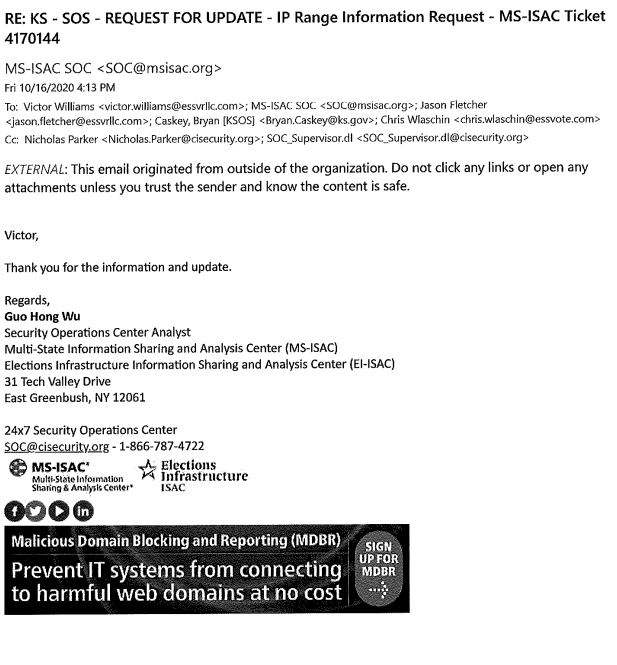 RE: KS - SOS - REQUEST FOR UPDATE - IP Range Information Request - MS-ISAC Ticket
4170144
MS-ISAC SOC <SOC@msisac.org>
Fri 10/16/2020 4:13 PM
To: Victor Williams <victor.williams@essvrllc.com>; MS-ISAC SOC <SOC@msisac.org>; Jason Fletcher
<jason.fletcher@essvrllc.com>; Caskey, Bryan [KSOS] <Bryan.Caskey@ks.gov>; Chris Wlaschin <chris.wlaschin@essvote.com>
Cc: Nicholas Parker <Nicholas.Parker@cisecurity.org>; SOC_Supervisor.dl <SOC_Supervisor.dl@cisecurity.org>
EXTERNAL: This email originated from outside of the organization. Do not click any links or open any
attachments unless you trust the sender and know the content is safe.
Victor,
Thank you for the information and update.
Regards,
Guo Hong Wu
Security Operations Center Analyst
Multi-State Information Sharing and Analysis Center (MS-ISAC)
Elections Infrastructure Information Sharing and Analysis Center (EI-ISAC)
31 Tech Valley Drive
East Greenbush, NY 12061
24x7 Security Operations Center
SOC@cisecurity.org - 1-866-787-4722
MS-ISAC®
Multi-State Information
Sharing & Analysis Center®
Elections
Infrastructure
ISAC
Malicious Domain Blocking and Reporting (MDBR)
Prevent IT systems from connecting
to harmful web domains at no cost
SIGN
UP FOR
MDBR